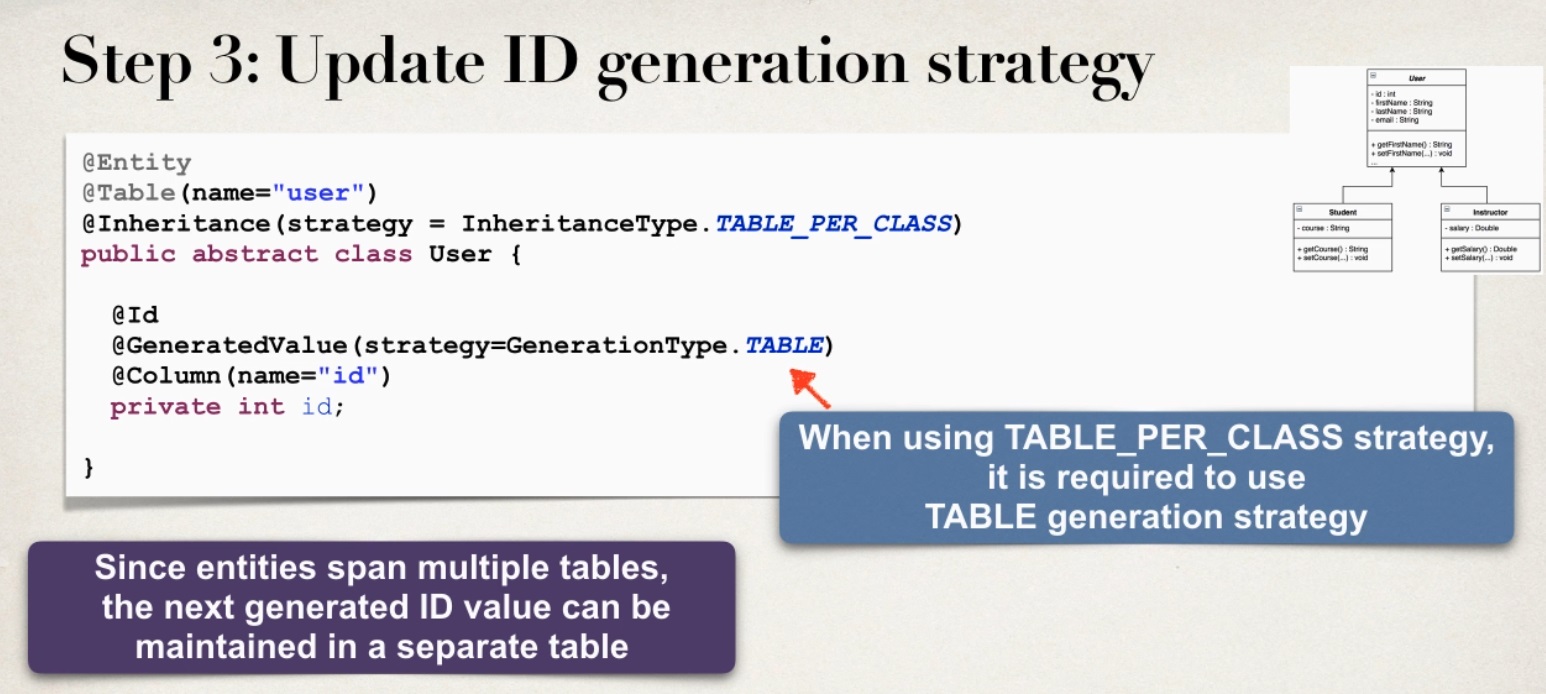 Step 3: Update ID generation strategy
@Entity
@Table(name="user")
@Inheritance(strategy = InheritanceType.TABLE_PER_CLASS)
public abstract class User {
@Id
@GeneratedValue(strategy=GenerationType.TABLE)
@Column(name="id")
private int id;
}
When using TABLE_PER_CLASS strategy,
it is required to use
TABLE generation strategy
Since entities span multiple tables,
the next generated ID value can be
maintained in a separate table
User
- id : int
- firstName : String
- lastName : String
- email : String
+ getFirstName() : String
+ setFirstName(...) : void
...
Student
- course : String
+ getCourse() : String
+ setCourse(...) : void
Instructor
- salary : Double
+ getSalary() : Double
+ setSalary(...) : void